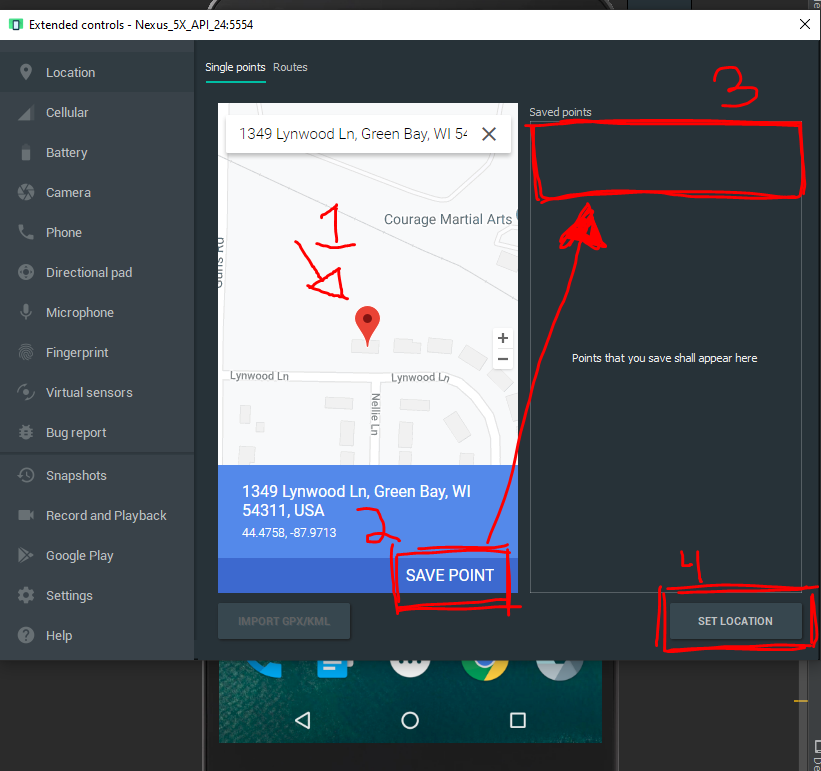 Extended controls - Nexus_5X_API_24:5554
Location
Cellular
Battery
Camera
Phone
Directional pad
Microphone
Fingerprint
Virtual sensors
Bug report
Snapshots
Record and Playback
Google Play
Settings
Help
Single points Routes
1349 Lynwood Ln, Green Bay, WI 54
Courage Martial Arts
1
Lynwood Ln
Lynwood Ln
Nellie Ln
+
−
1349 Lynwood Ln, Green Bay, WI
54311, USA
44.4758, -87.9713
2
SAVE POINT
IMPORT GPX/KML
Saved points
3
Points that you save shall appear here
4
SET LOCATION